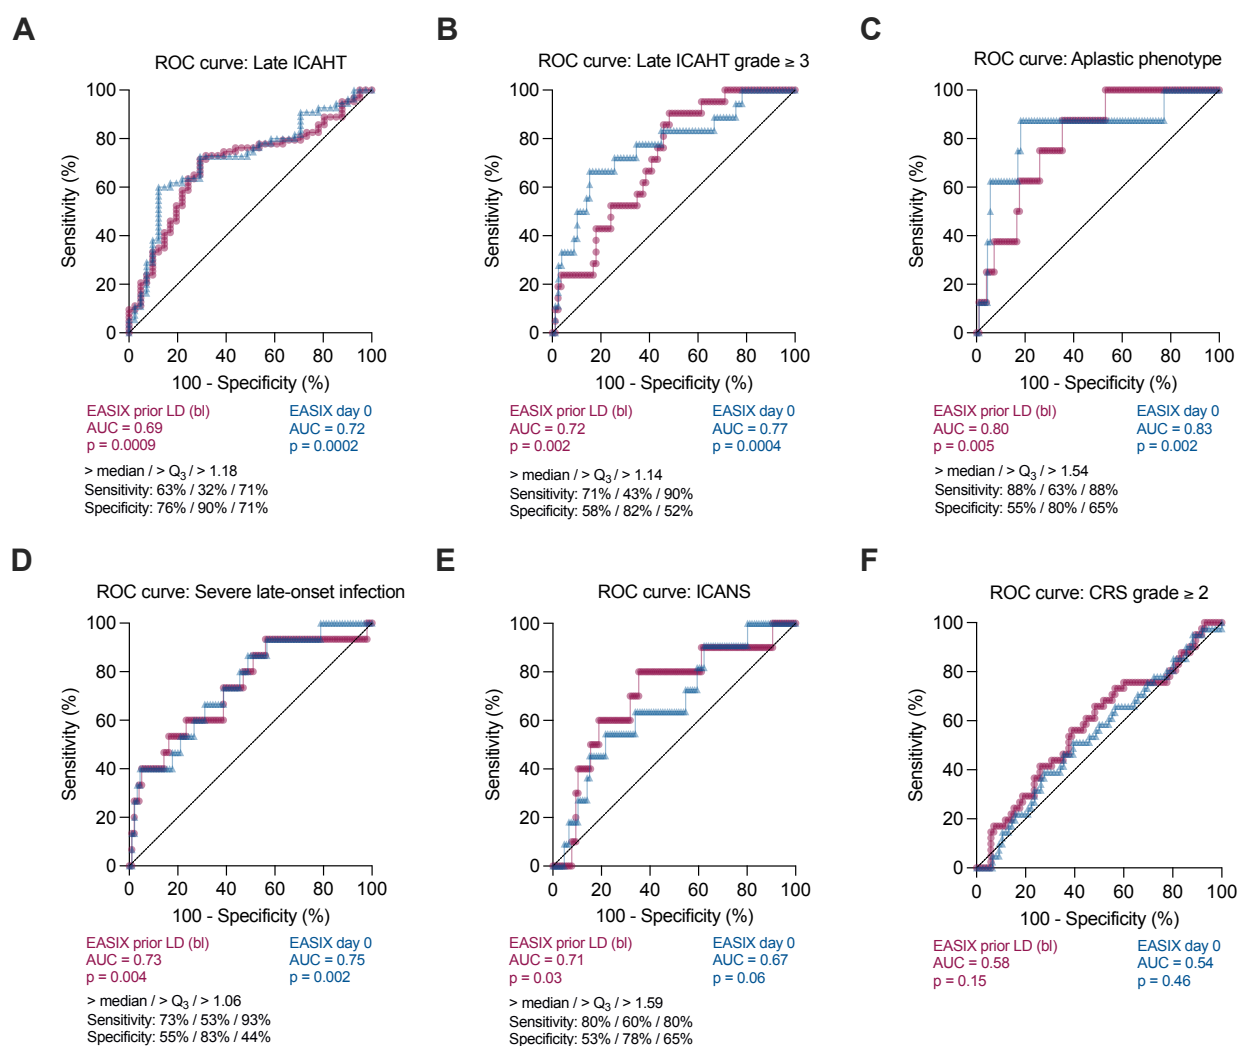 A
ROC curve: Late ICAHT
100
80
60
40
20
0
Sensitivity (%)
0 20 40 60 80 100
100 - Specificity (%)
EASIX prior LD (bl)
AUC = 0.69
p = 0.0009
EASIX day 0
AUC = 0.72
p = 0.0002
> median / > Q3 / > 1.18
Sensitivity: 63% / 32% / 71%
Specificity: 76% / 90% / 71%
B
ROC curve: Late ICAHT grade ≥ 3
100
80
60
40
20
0
Sensitivity (%)
0 20 40 60 80 100
100 - Specificity (%)
EASIX prior LD (bl)
AUC = 0.72
p = 0.002
EASIX day 0
AUC = 0.77
p = 0.0004
> median / > Q3 / > 1.14
Sensitivity: 71% / 43% / 90%
Specificity: 58% / 82% / 52%
C
ROC curve: Aplastic phenotype
100
80
60
40
20
0
Sensitivity (%)
0 20 40 60 80 100
100 - Specificity (%)
EASIX prior LD (bl)
AUC = 0.80
p = 0.005
EASIX day 0
AUC = 0.83
p = 0.002
> median / > Q3 / > 1.54
Sensitivity: 88% / 63% / 88%
Specificity: 55% / 80% / 65%
D
ROC curve: Severe late-onset infection
100
80
60
40
20
0
Sensitivity (%)
0 20 40 60 80 100
100 - Specificity (%)
EASIX prior LD (bl)
AUC = 0.73
p = 0.004
EASIX day 0
AUC = 0.75
p = 0.002
> median / > Q3 / > 1.06
Sensitivity: 73% / 53% / 93%
Specificity: 55% / 83% / 44%
E
ROC curve: ICANS
100
80
60
40
20
0
Sensitivity (%)
0 20 40 60 80 100
100 - Specificity (%)
EASIX prior LD (bl)
AUC = 0.71
p = 0.03
EASIX day 0
AUC = 0.67
p = 0.06
> median / > Q3 / > 1.59
Sensitivity: 80% / 60% / 80%
Specificity: 53% / 78% / 65%
F
ROC curve: CRS grade ≥ 2
100
80
60
40
20
0
Sensitivity (%)
0 20 40 60 80 100
100 - Specificity (%)
EASIX prior LD (bl)
AUC = 0.58
p = 0.15
EASIX day 0
AUC = 0.54
p = 0.46